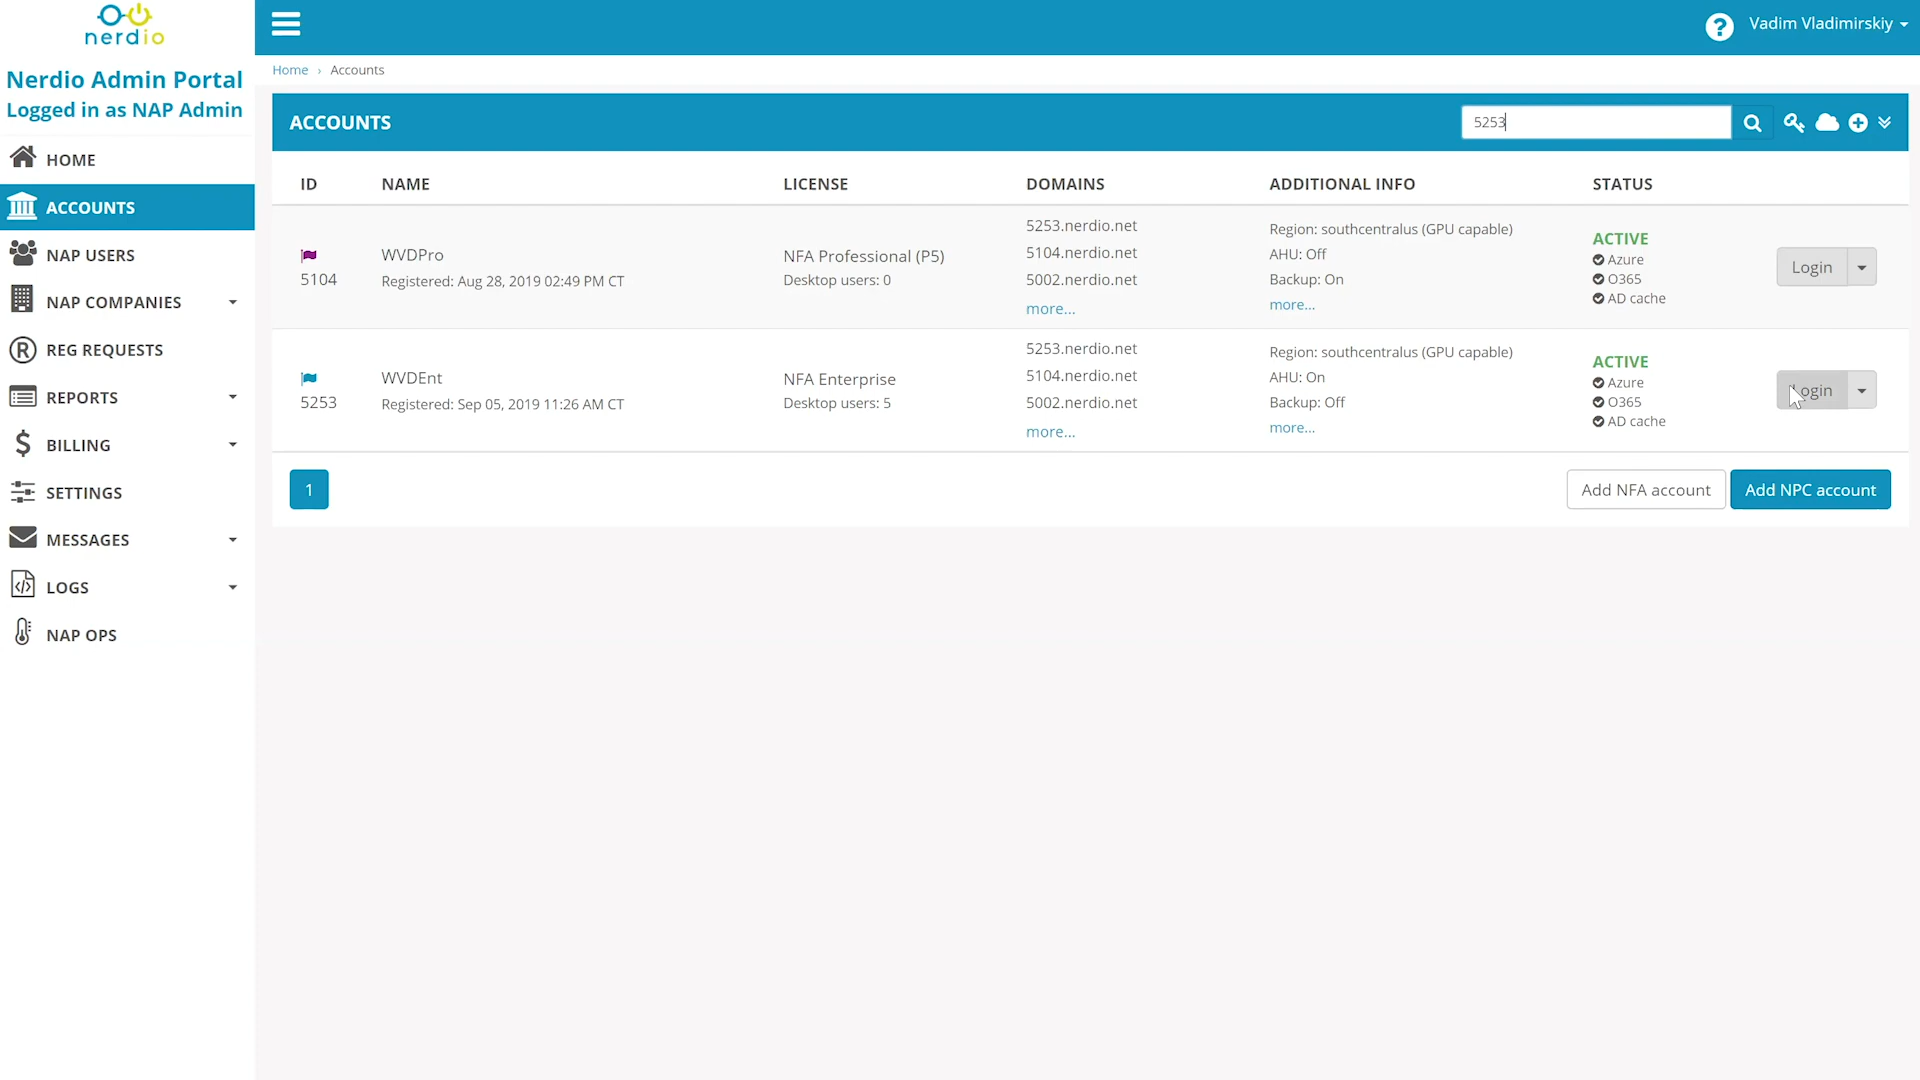 nerdio
Nerdio Admin Portal
Logged in as NAP Admin
HOME
ACCOUNTS
NAP USERS
NAP COMPANIES
REG REQUESTS
REPORTS
BILLING
SETTINGS
MESSAGES
LOGS
NAP OPS
Vadim Vladimirskiy
Home › Accounts
ACCOUNTS
5253
ID NAME LICENSE DOMAINS ADDITIONAL INFO STATUS
5104
WVDPro
Registered: Aug 28, 2019 02:49 PM CT
NFA Professional (P5)
Desktop users: 0
5253.nerdio.net
5104.nerdio.net
5002.nerdio.net
more...
Region: southcentralus (GPU capable)
AHU: Off
Backup: On
more...
ACTIVE
Azure
O365
AD cache
Login
5253
WVDEnt
Registered: Sep 05, 2019 11:26 AM CT
NFA Enterprise
Desktop users: 5
5253.nerdio.net
5104.nerdio.net
5002.nerdio.net
more...
Region: southcentralus (GPU capable)
AHU: On
Backup: Off
more...
ACTIVE
Azure
O365
AD cache
Login
1
Add NFA account
Add NPC account